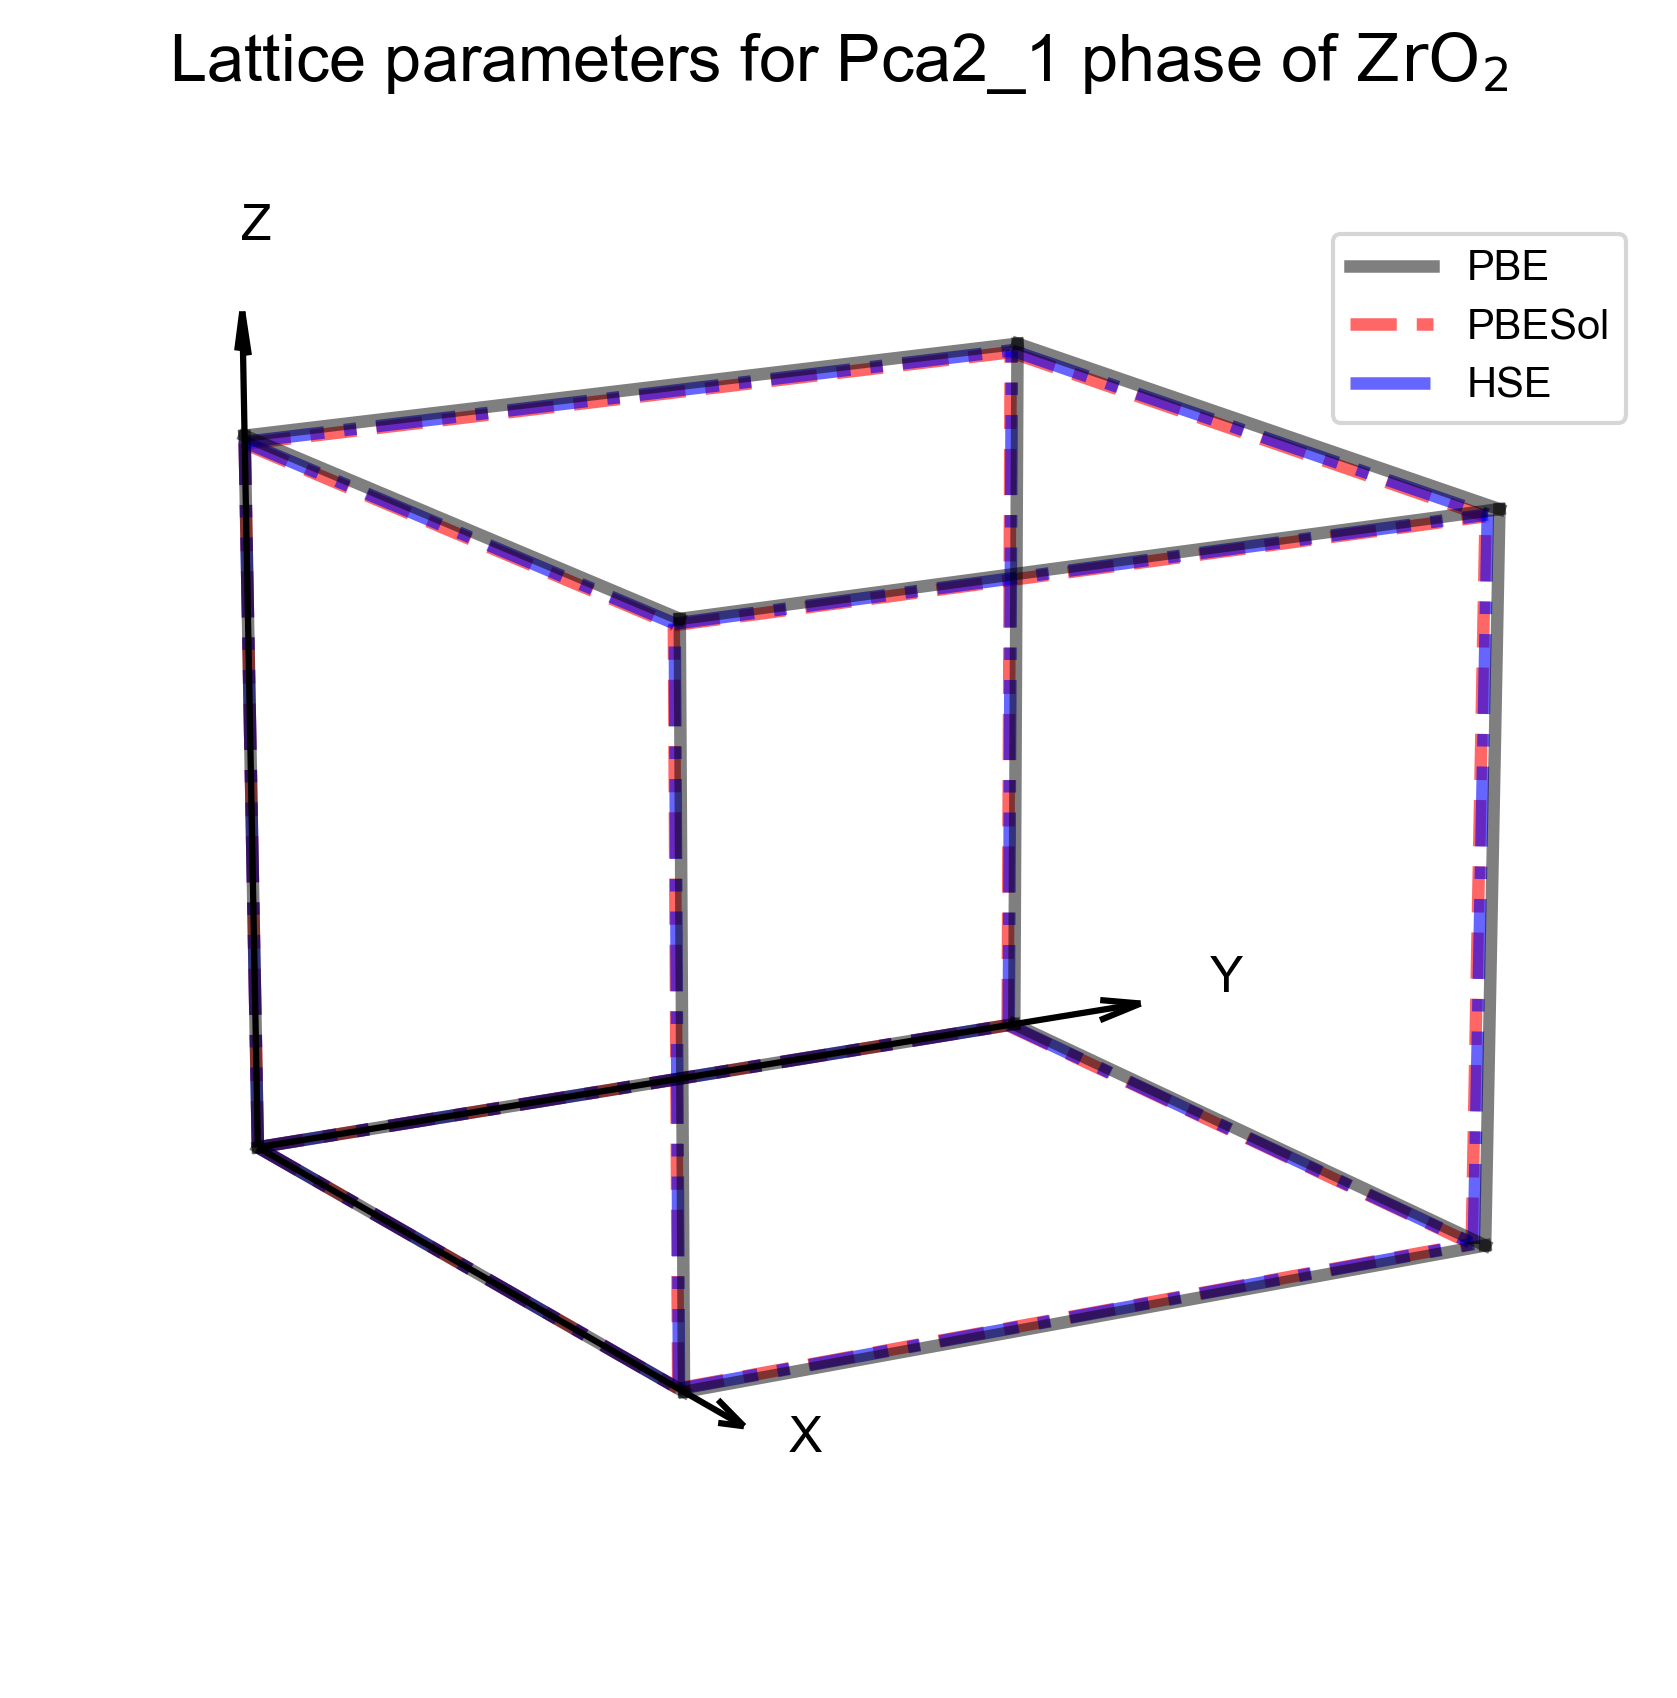 Lattice parameters for Pca2_1 phase of ZrO₂
Z
PBE
PBESol
HSE
Y
X